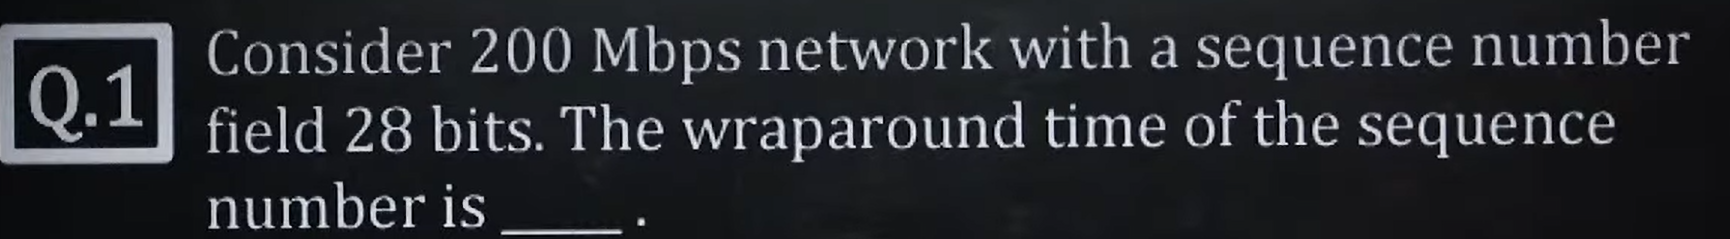 Q.1
Consider 200 Mbps network with a sequence number
field 28 bits. The wraparound time of the sequence
number is _____ .